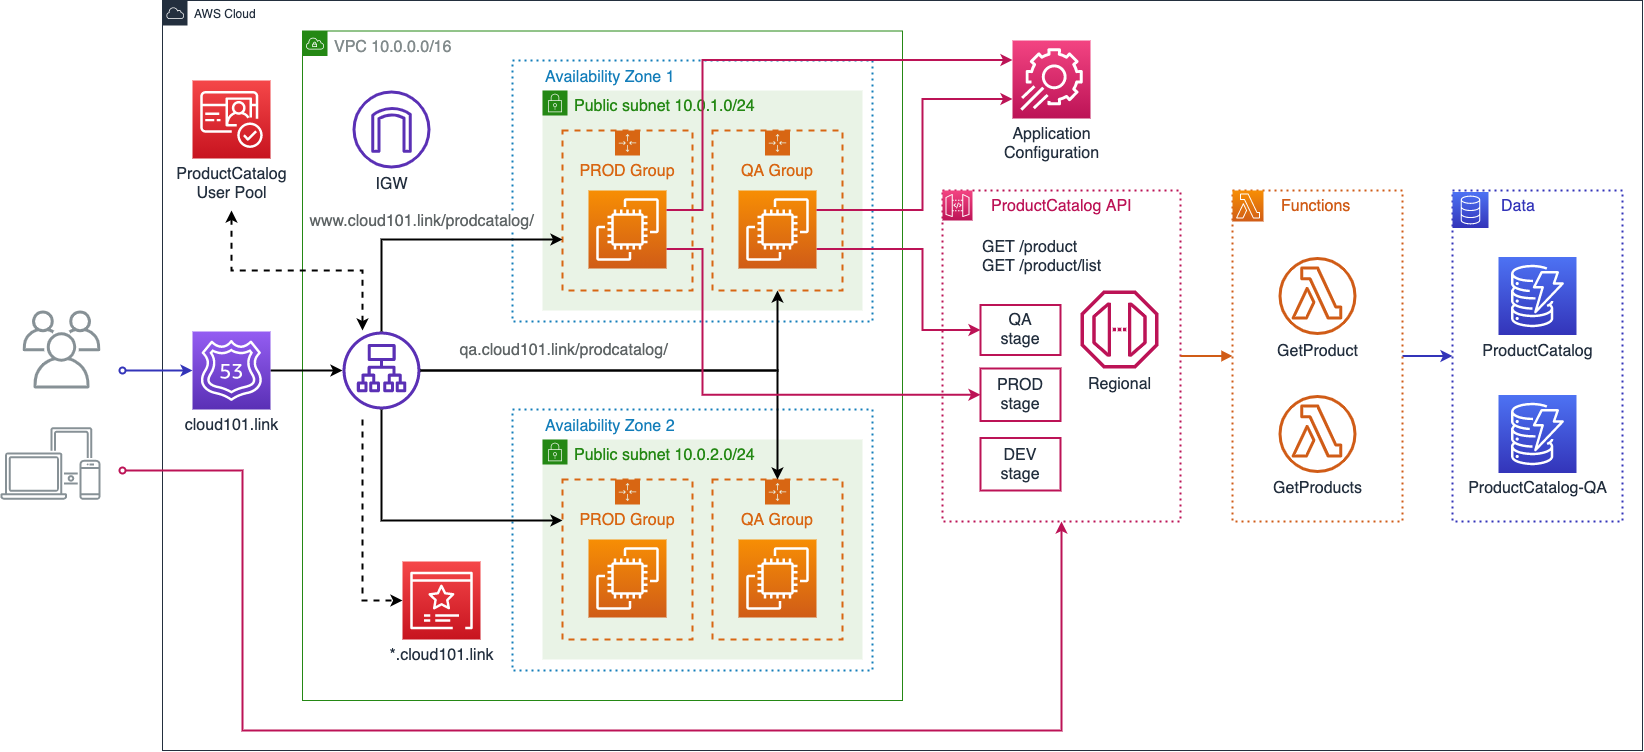 AWS Cloud
VPC 10.0.0.0/16
ProductCatalog
User Pool
IGW
www.cloud101.link/prodcatalog/
qa.cloud101.link/prodcatalog/
53
cloud101.link
*.cloud101.link
Availability Zone 1
Public subnet 10.0.1.0/24
PROD Group
QA Group
Availability Zone 2
Public subnet 10.0.2.0/24
PROD Group
QA Group
Application
Configuration
ProductCatalog API
GET /product
GET /product/list
QA
stage
PROD
stage
DEV
stage
Regional
Functions
GetProduct
GetProducts
Data
ProductCatalog
ProductCatalog-QA